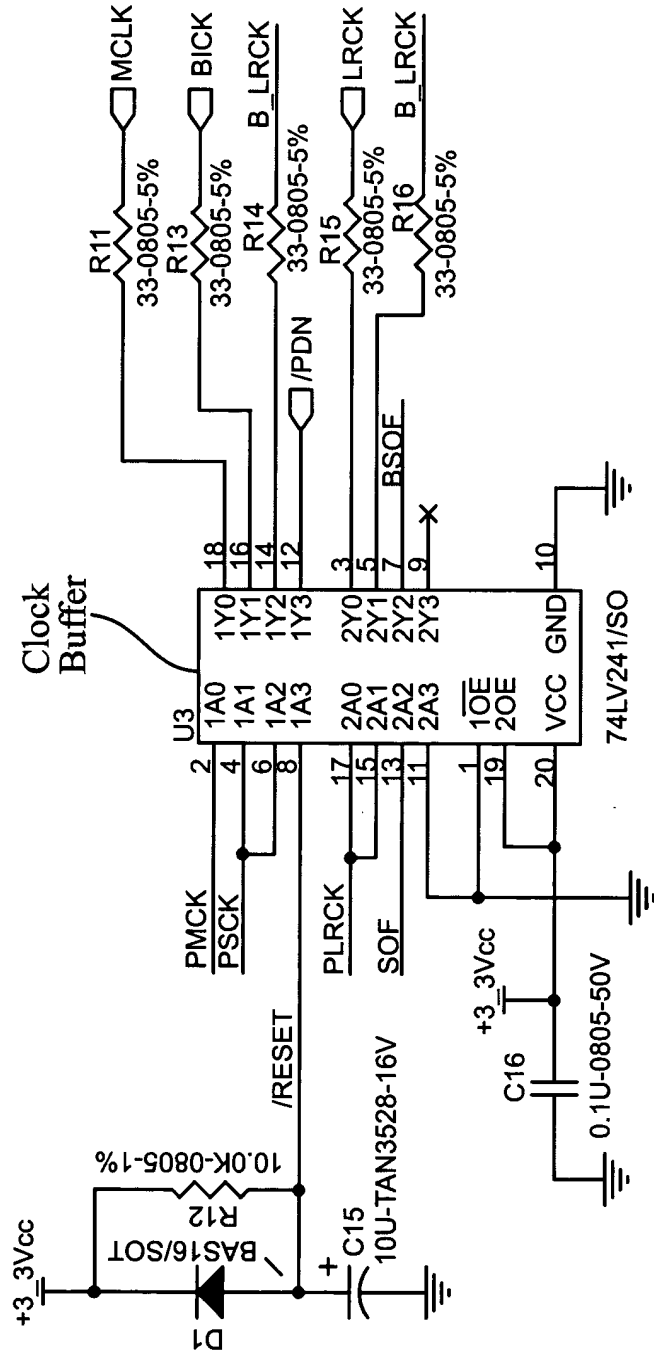 Clock
Buffer
+3_3Vcc
D1
BAS16/SOT
R12
10.0K-0805-1%
C15
+
10U-TAN3528-16V
/RESET
PMCK
PSCK
PLRCK
SOF
+3_3Vcc
C16
0.1U-0805-50V
U3
2 1A0 1Y0 18
4 1A1 1Y1 16
6 1A2 1Y2 14
8 1A3 1Y3 12
17 2A0 2Y0 3
15 2A1 2Y1 5
13 2A2 2Y2 7
11 2A3 2Y3 9
1 1OE
19 2OE
20 VCC GND 10
74LV241/SO
R11
33-0805-5%
MCLK
R13
33-0805-5%
BICK
R14
33-0805-5%
B_LRCK
/PDN
R15
33-0805-5%
LRCK
R16
33-0805-5%
B_LRCK
BSOF